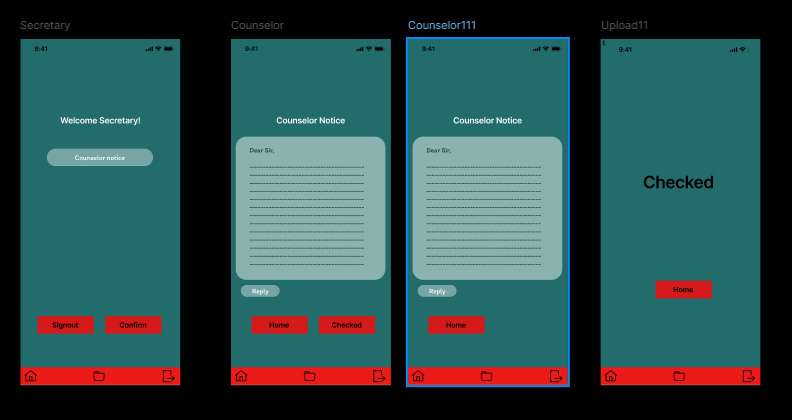 Secretary
Counselor
Counselor111
Upload11
9:41
9:41
9:41
9:41
Welcome Secretary!
Counselor notice
Signout
Confirm
Counselor Notice
Dear Sir,
Reply
Home
Checked
Counselor Notice
Dear Sir,
Reply
Home
Checked
Home